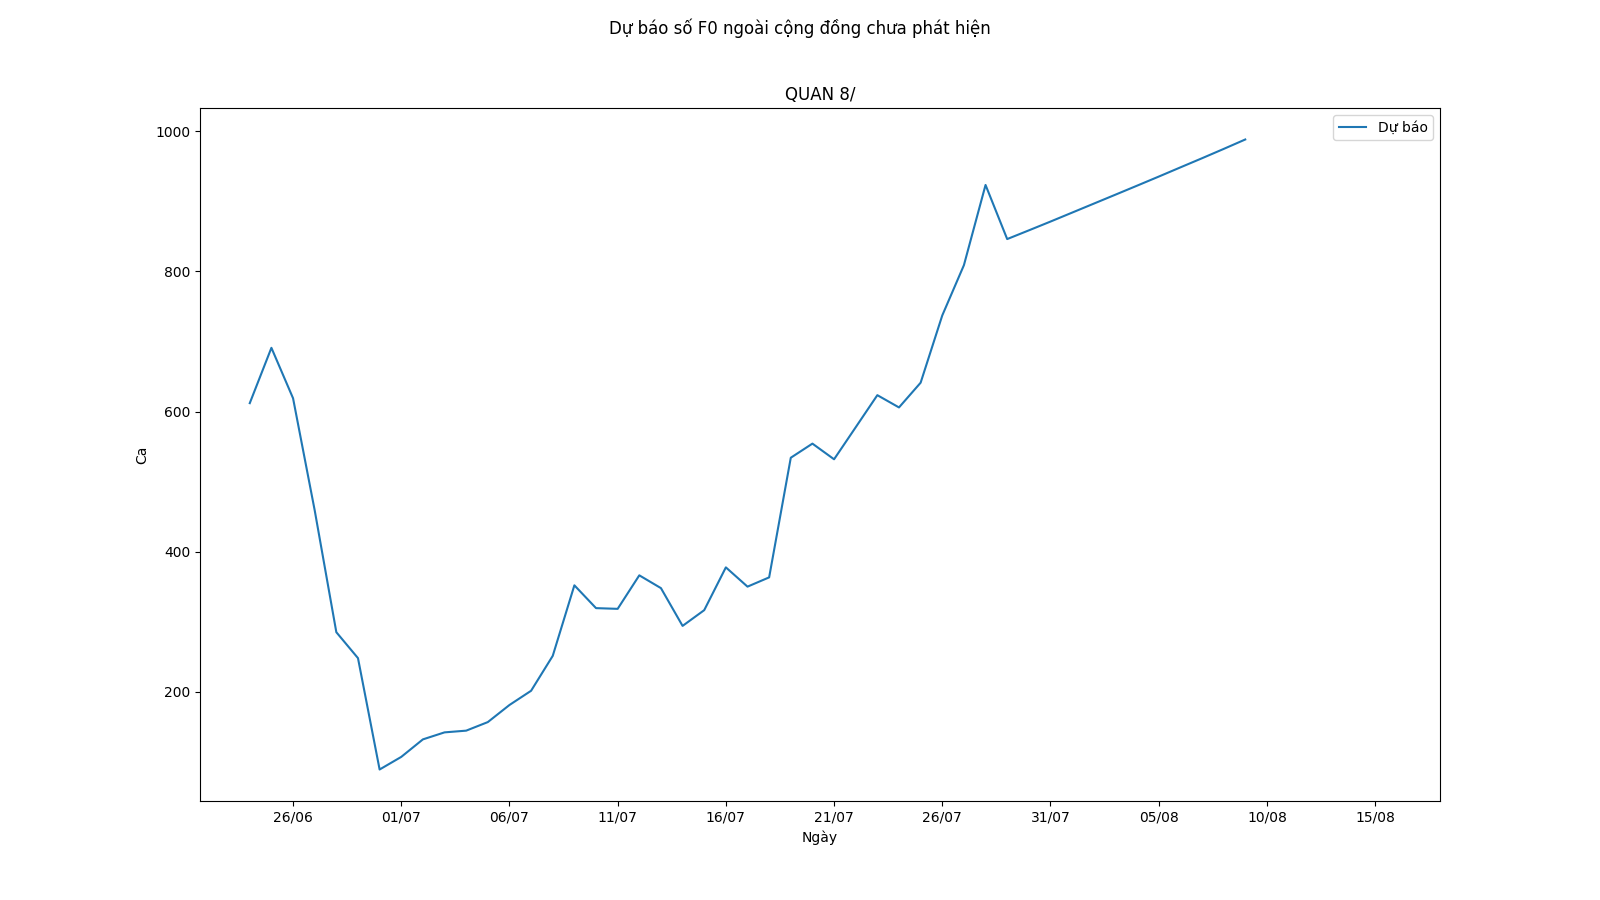 Dự báo số F0 ngoài cộng đồng chưa phát hiện
QUAN 8/
Dự báo
1000
800
600
400
200
Ca
26/06 01/07 06/07 11/07 16/07 21/07 26/07 31/07 05/08 10/08 15/08
Ngày